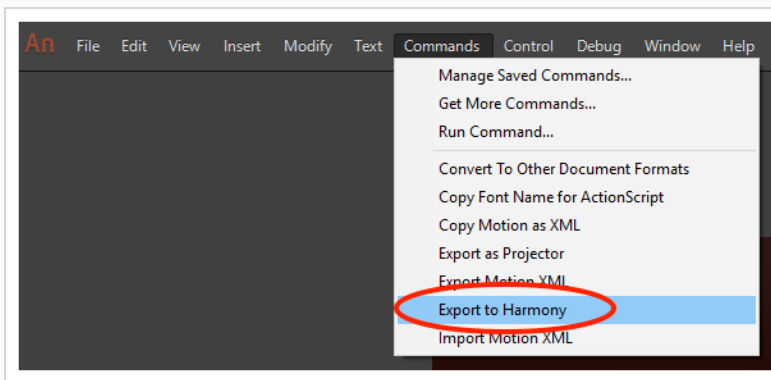 An File Edit View Insert Modify Text Commands Control Debug Window Help
Manage Saved Commands...
Get More Commands...
Run Command...
Convert To Other Document Formats
Copy Font Name for ActionScript
Copy Motion as XML
Export as Projector
Export Motion XML
Export to Harmony
Import Motion XML